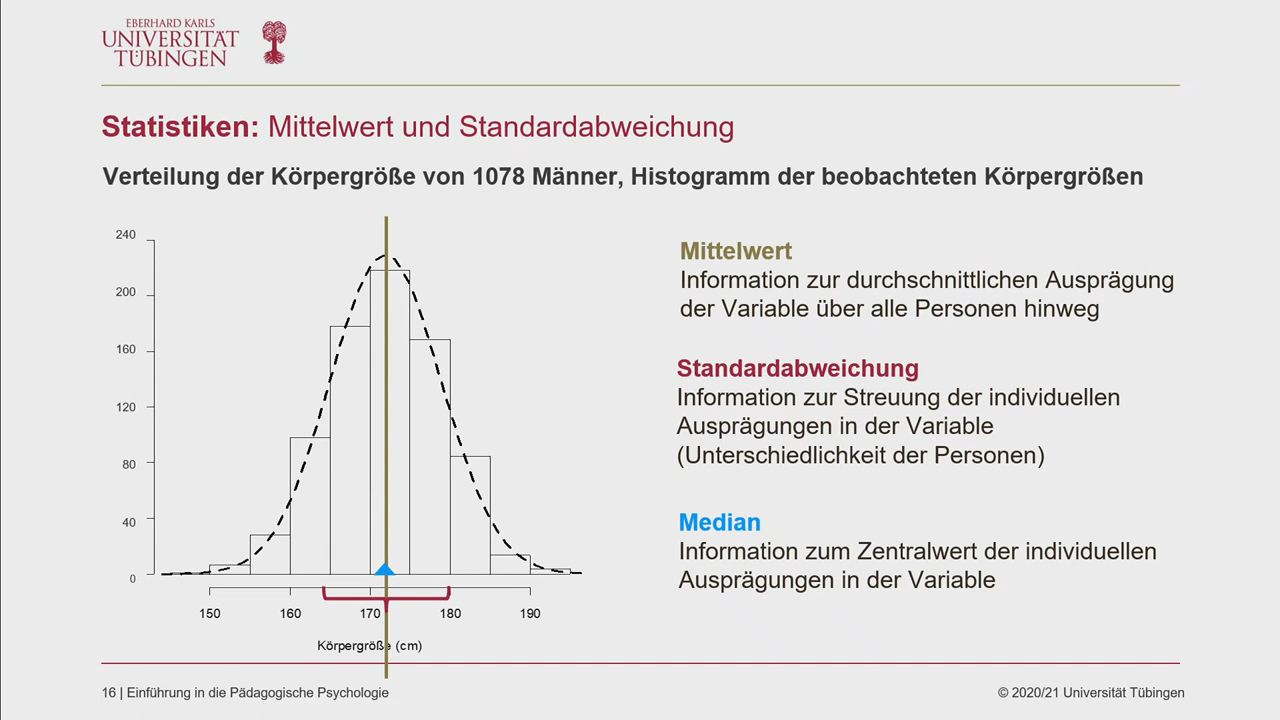 EBERHARD KARLS
UNIVERSITÄT
TÜBINGEN
Statistiken: Mittelwert und Standardabweichung
Verteilung der Körpergröße von 1078 Männer, Histogramm der beobachteten Körpergrößen
240
200
160
120
80
40
0
150 160 170 180 190
Körpergröße (cm)
Mittelwert
Information zur durchschnittlichen Ausprägung
der Variable über alle Personen hinweg
Standardabweichung
Information zur Streuung der individuellen
Ausprägungen in der Variable
(Unterschiedlichkeit der Personen)
Median
Information zum Zentralwert der individuellen
Ausprägungen in der Variable
16 | Einführung in die Pädagogische Psychologie
© 2020/21 Universität Tübingen